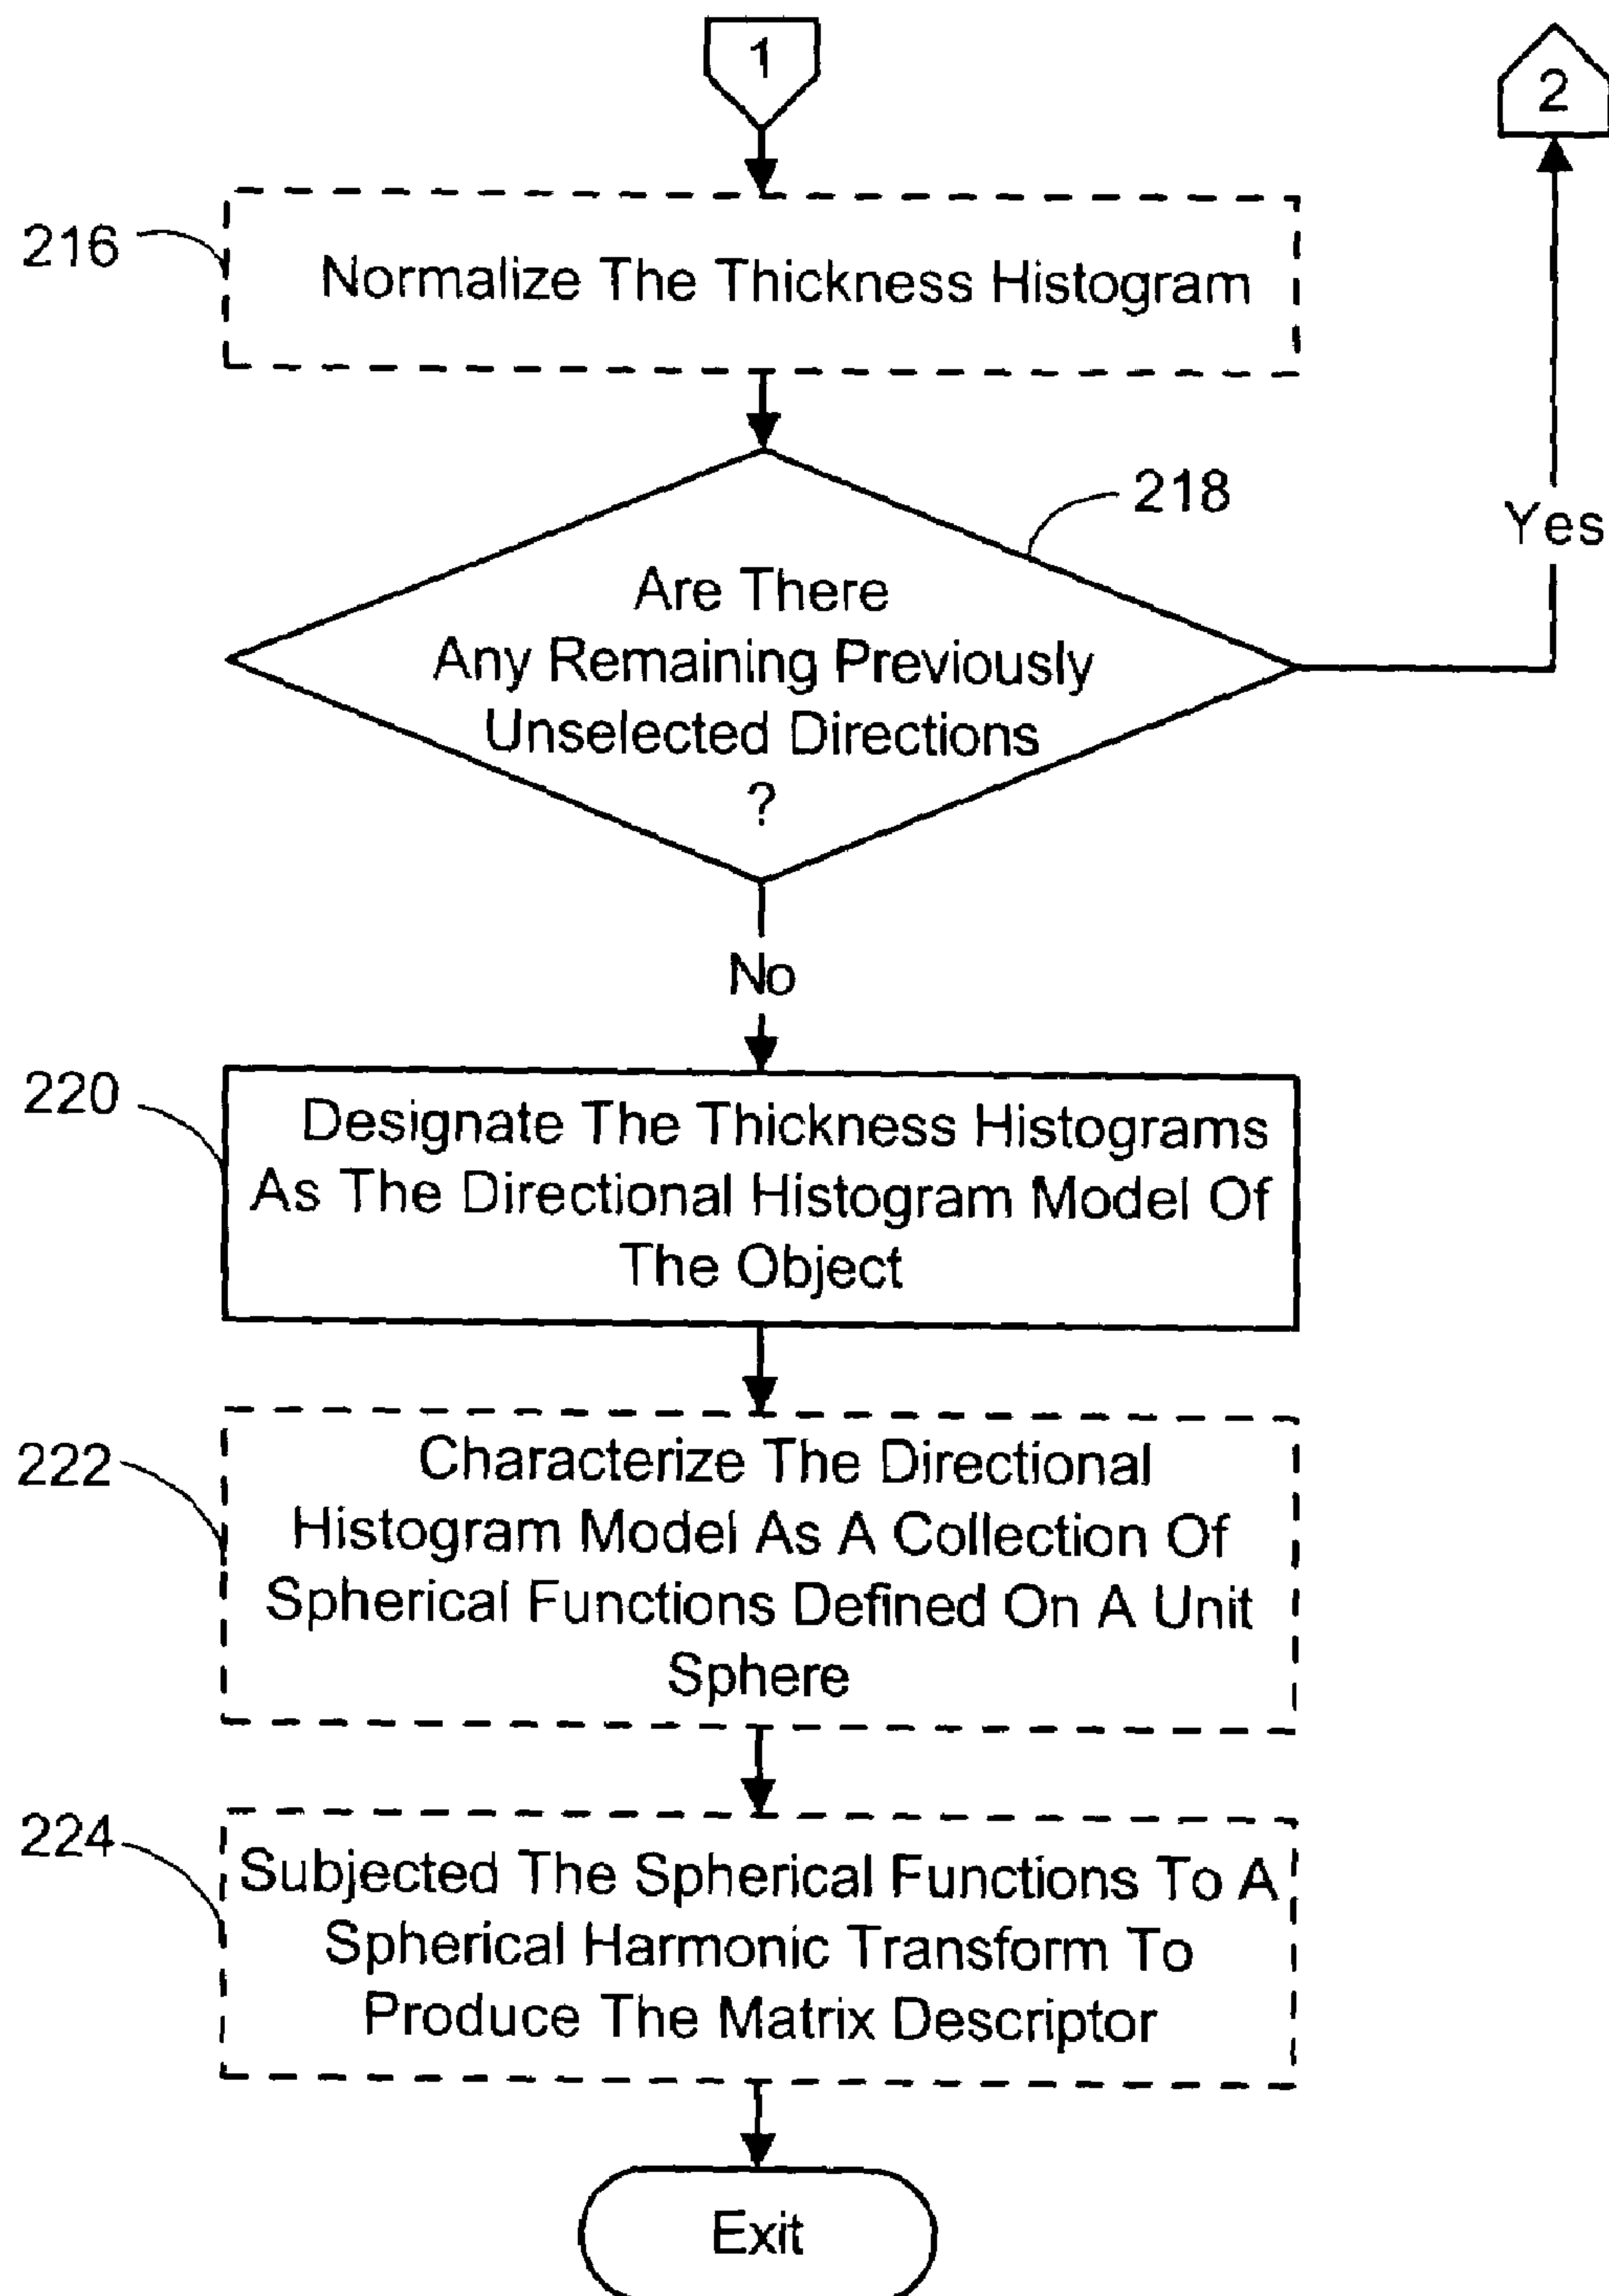 1
2
216
Normalize The Thickness Histogram
218
Yes
Are There
Any Remaining Previously
Unselected Directions
?
No
220
Designate The Thickness Histograms
As The Directional Histogram Model Of
The Object
222
Characterize The Directional
Histogram Model As A Collection Of
Spherical Functions Defined On A Unit
Sphere
224
Subjected The Spherical Functions To A
Spherical Harmonic Transform To
Produce The Matrix Descriptor
Exit